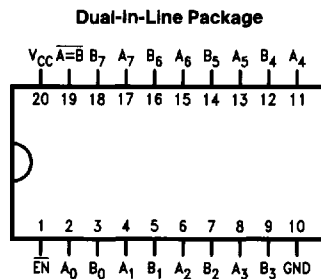 Dual-In-Line Package
V_CC A̅=̅B̅ B₇ A₇ B₆ A₆ B₅ A₅ B₄ A₄
20 19 18 17 16 15 14 13 12 11
1 2 3 4 5 6 7 8 9 10
E̅N̅ A₀ B₀ A₁ B₁ A₂ B₂ A₃ B₃ GND